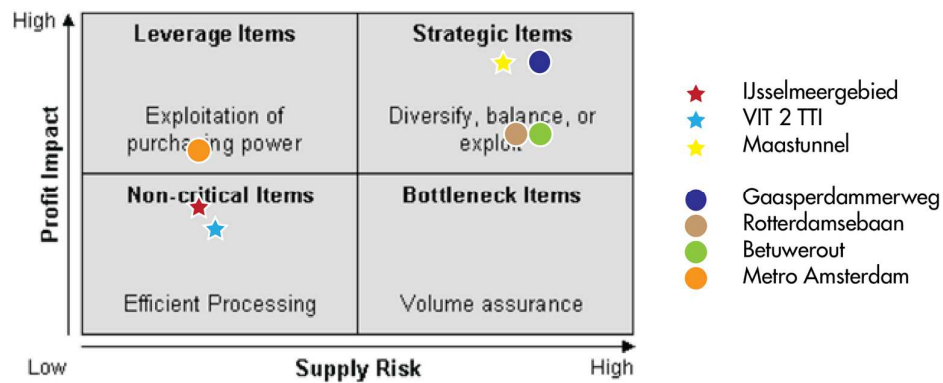 High
Leverage Items
Strategic Items
Exploitation of
purchasing power
Diversify, balance, or
exploit
Profit Impact
Non-critical Items
Bottleneck Items
Efficient Processing
Volume assurance
Low
Supply Risk
High
IJsselmeergebied
VIT 2 TTI
Maastunnel
Gaasperdammerweg
Rotterdamsebaan
Betuwerout
Metro Amsterdam